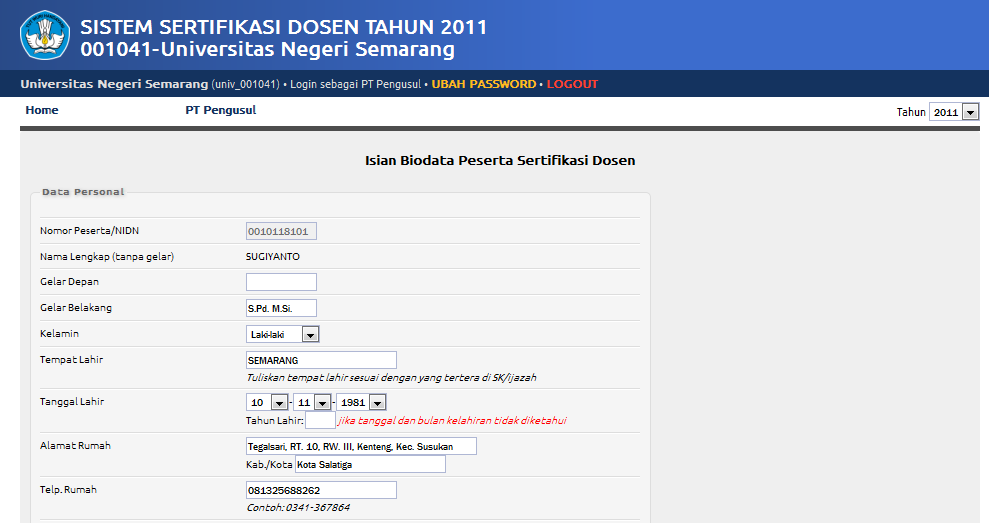 SISTEM SERTIFIKASI DOSEN TAHUN 2011
001041-Universitas Negeri Semarang
Universitas Negeri Semarang (univ_001041) • Login sebagai PT Pengusul • UBAH PASSWORD • LOGOUT
Home PT Pengusul Tahun 2011
Isian Biodata Peserta Sertifikasi Dosen
Data Personal
Nomor Peserta/NIDN 0010118101
Nama Lengkap (tanpa gelar) SUGIYANTO
Gelar Depan
Gelar Belakang S.Pd. M.Si.
Kelamin Laki-laki
Tempat Lahir SEMARANG
Tuliskan tempat lahir sesuai dengan yang tertera di SK/ijazah
Tanggal Lahir 10 - 11 - 1981
Tahun Lahir: jika tanggal dan bulan kelahiran tidak diketahui
Alamat Rumah Tegalsari, RT. 10, RW. III, Kenteng, Kec. Susukan
Kab./Kota Kota Salatiga
Telp. Rumah 081325688262
Contoh: 0341-367864